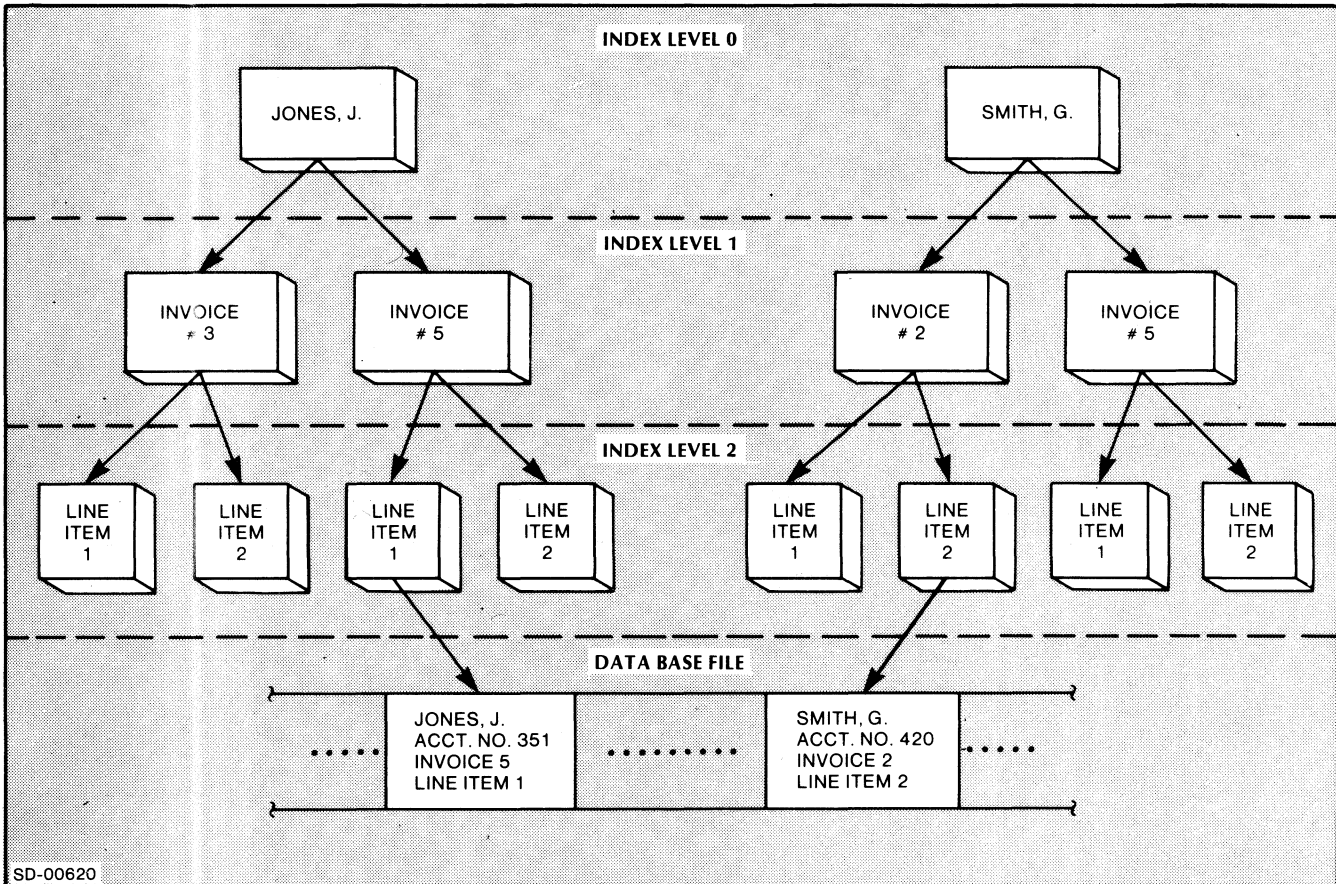 INDEX LEVEL 0
JONES, J.
SMITH, G.
INDEX LEVEL 1
INVOICE
# 3
INVOICE
# 5
INVOICE
# 2
INVOICE
# 5
INDEX LEVEL 2
LINE
ITEM
1
LINE
ITEM
2
LINE
ITEM
1
LINE
ITEM
2
LINE
ITEM
1
LINE
ITEM
2
LINE
ITEM
1
LINE
ITEM
2
DATA BASE FILE
JONES, J.
ACCT. NO. 351
INVOICE 5
LINE ITEM 1
SMITH, G.
ACCT. NO. 420
INVOICE 2
LINE ITEM 2
SD-00620